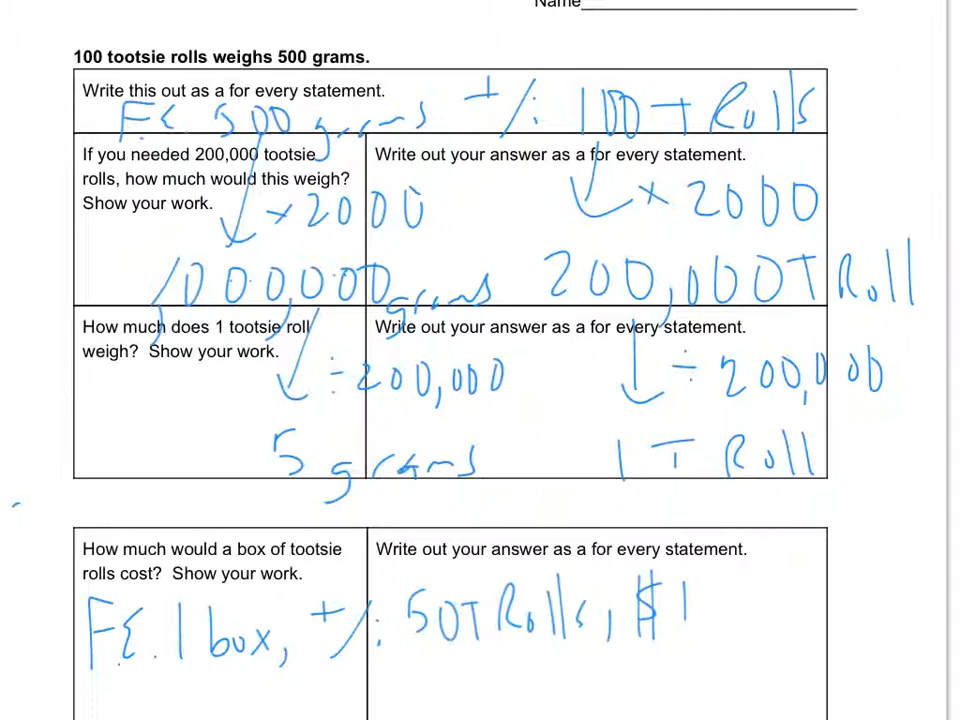 Name
100 tootsie rolls weighs 500 grams.
Write this out as a for every statement.
F.E. 500 grams +/. 100 T Rolls
If you needed 200,000 tootsie
rolls, how much would this weigh?
Show your work.
Write out your answer as a for every statement.
× 2000
× 2000
1,000,000 grams
200,000 T Roll
How much does 1 tootsie roll
weigh? Show your work.
Write out your answer as a for every statement.
÷ 200,000
÷ 200,000
5 grams
1 T Roll
How much would a box of tootsie
rolls cost? Show your work.
Write out your answer as a for every statement.
F.E. 1 box, +/. 50 T Rolls, $1